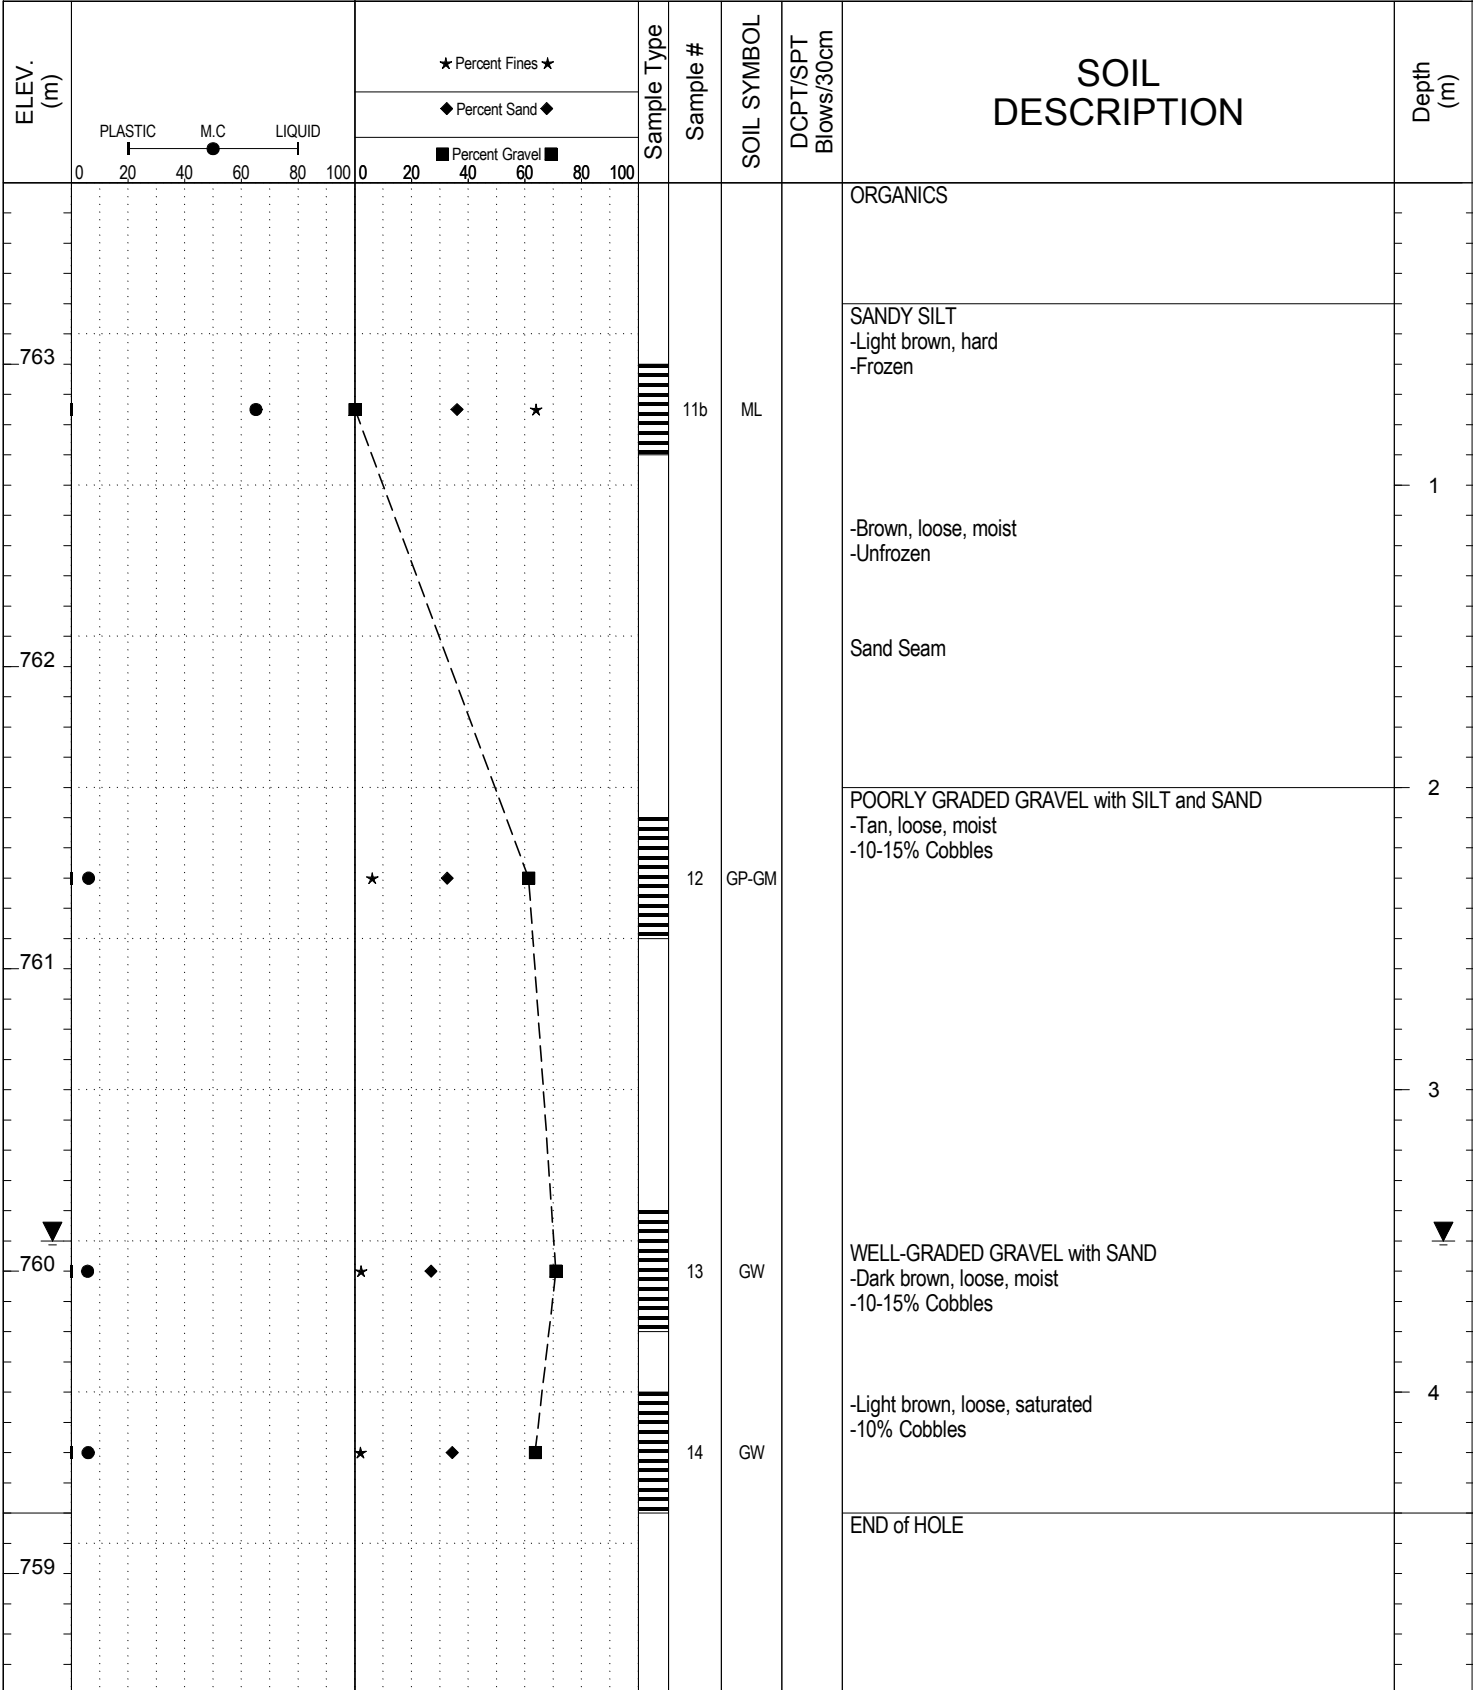 ELEV.
(m)
PLASTIC M.C LIQUID
0 20 40 60 80 100
★ Percent Fines ★
◆ Percent Sand ◆
■ Percent Gravel ■
0 20 40 60 80 100
Sample Type
Sample #
SOIL SYMBOL
DCPT/SPT
Blows/30cm
SOIL
DESCRIPTION
Depth
(m)
ORGANICS
SANDY SILT
-Light brown, hard
-Frozen
763
11b ML
1
-Brown, loose, moist
-Unfrozen
Sand Seam
762
2
POORLY GRADED GRAVEL with SILT and SAND
-Tan, loose, moist
-10-15% Cobbles
12 GP-GM
761
3
WELL-GRADED GRAVEL with SAND
-Dark brown, loose, moist
-10-15% Cobbles
760
13 GW
4
-Light brown, loose, saturated
-10% Cobbles
14 GW
END of HOLE
759